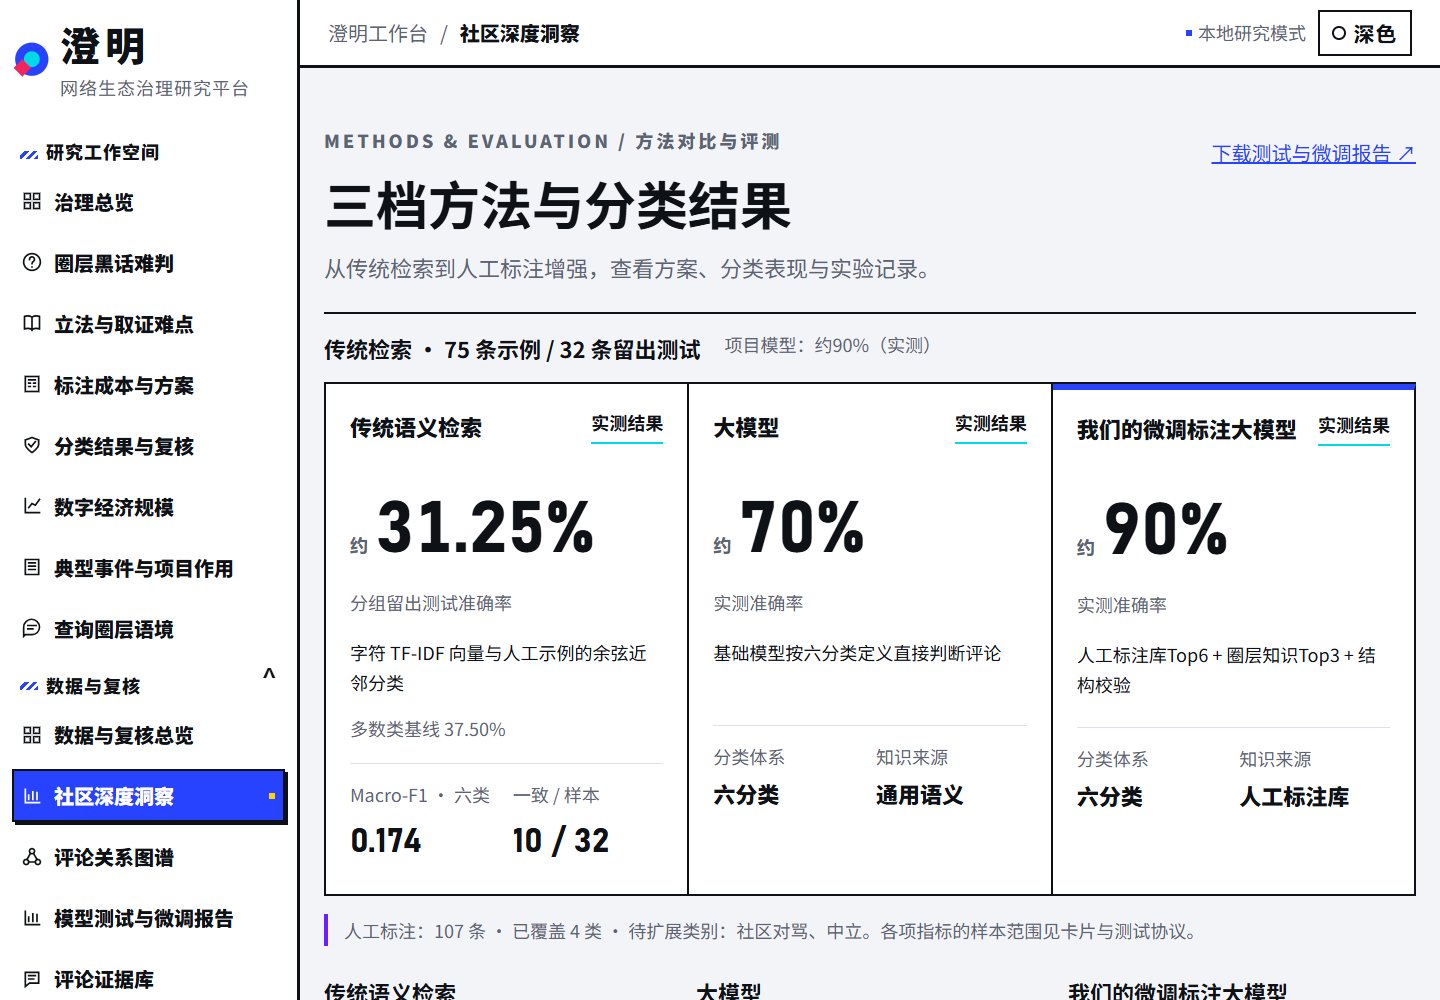 澄明
网络生态治理研究平台
研究工作空间
治理总览
圈层黑话难判
立法与取证难点
标注成本与方案
分类结果与复核
数字经济规模
典型事件与项目作用
查询圈层语境
数据与复核
数据与复核总览
社区深度洞察
评论关系图谱
模型测试与微调报告
评论证据库
澄明工作台 / 社区深度洞察
本地研究模式
深色
METHODS & EVALUATION / 方法对比与评测
下载测试与微调报告 ↗
三档方法与分类结果
从传统检索到人工标注增强，查看方案、分类表现与实验记录。
传统检索 · 75 条示例 / 32 条留出测试
项目模型：约90%（实测）
传统语义检索
实测结果
约 31.25%
分组留出测试准确率
字符 TF-IDF 向量与人工示例的余弦近
邻分类
多数类基线 37.50%
Macro-F1 · 六类
一致 / 样本
0.174
10 / 32
大模型
实测结果
约 70%
实测准确率
基础模型按六分类定义直接判断评论
分类体系
知识来源
六分类
通用语义
我们的微调标注大模型
实测结果
约 90%
实测准确率
人工标注库Top6 + 圈层知识Top3 + 结
构校验
分类体系
知识来源
六分类
人工标注库
人工标注：107 条 · 已覆盖 4 类 · 待扩展类别：社区对骂、中立。各项指标的样本范围见卡片与测试协议。
传统语义检索
大模型
我们的微调标注大模型